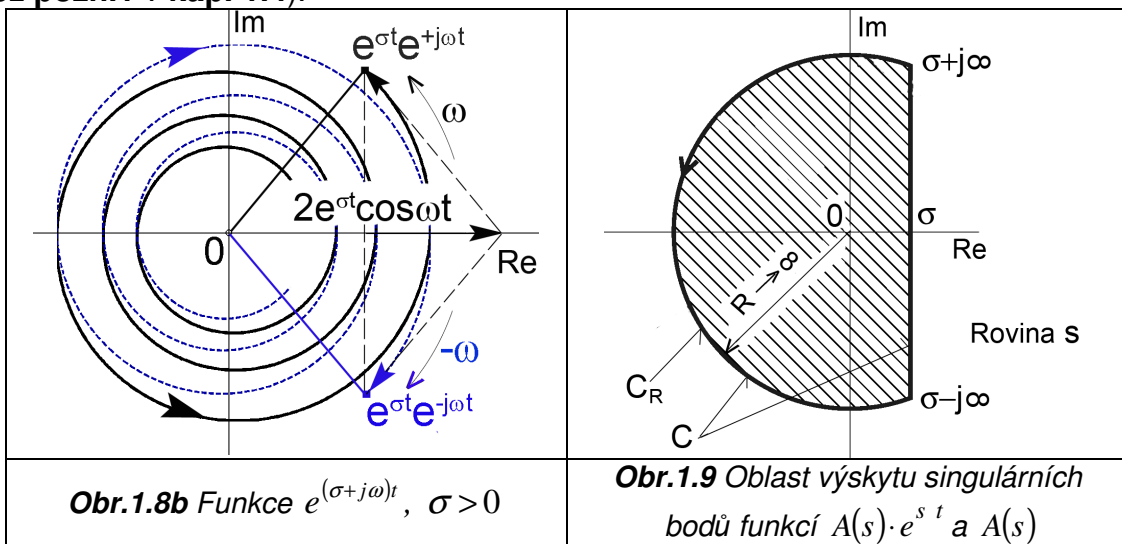 Im
e^{σt}e^{+jωt}
ω
2e^{σt}cosωt
0
Re
-ω
e^{σt}e^{-jωt}
Im
σ+j∞
0
σ
Re
R → ∞
Rovina s
C_R
σ−j∞
C
Obr.1.8b Funkce e^{(σ+jω)t}, σ > 0
Obr.1.9 Oblast výskytu singulárních
bodů funkcí A(s)·e^{s t} a A(s)